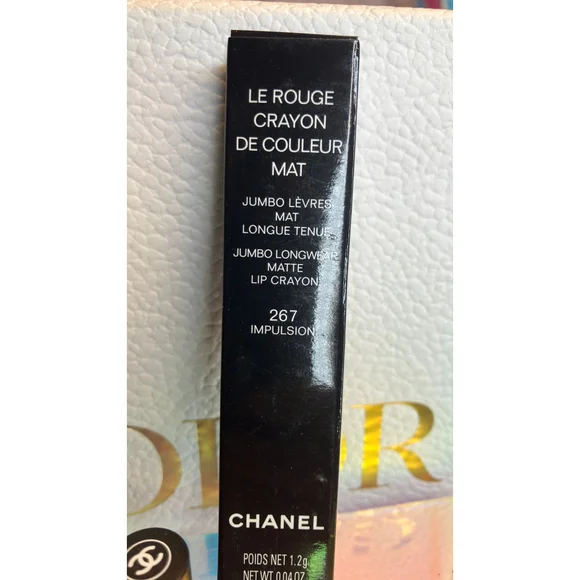 LE ROUGE
CRAYON
DE COULEUR
MAT
JUMBO LÈVRES
MAT
LONGUE TENUE
JUMBO LONGWEAR
MATTE
LIP CRAYON
267
IMPULSION
DIOR
CHANEL
POIDS NET 1.2g
NET WT 0.04 OZ